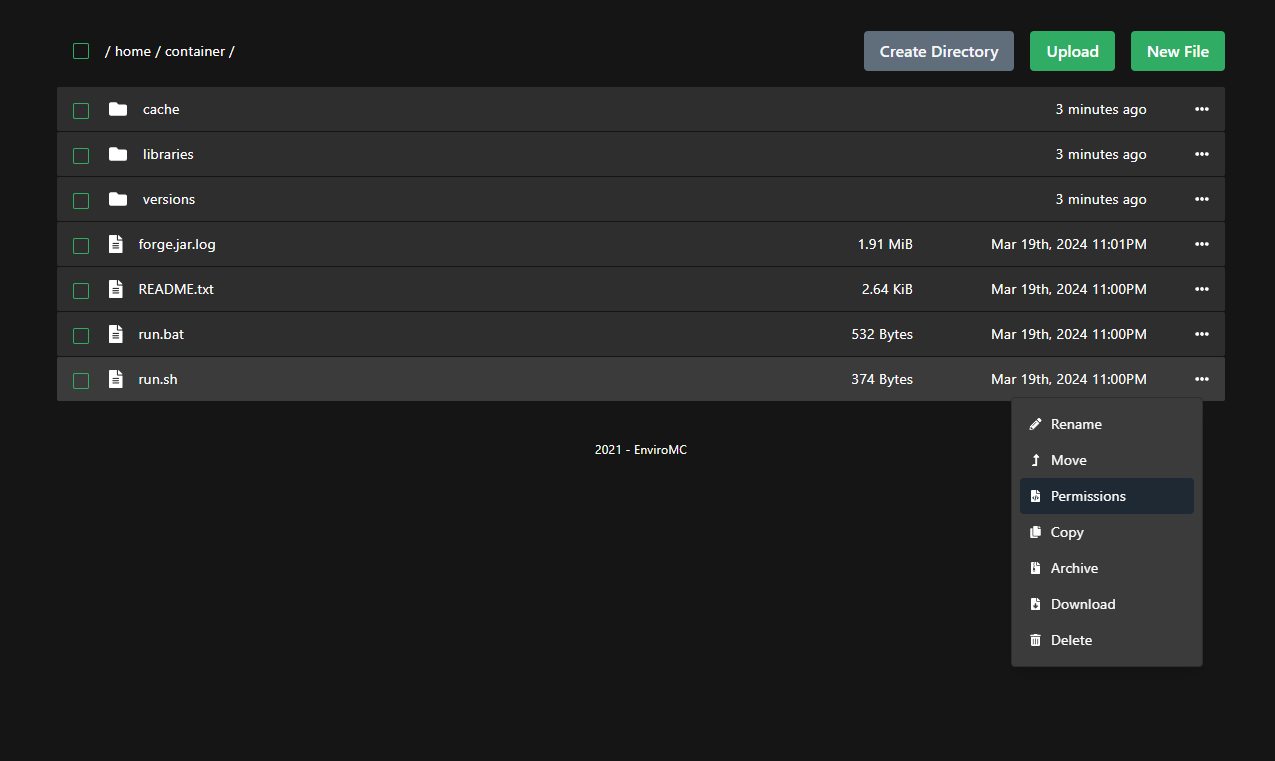 / home / container /
Create Directory
Upload
New File
cache 3 minutes ago
libraries 3 minutes ago
versions 3 minutes ago
forge.jar.log 1.91 MiB Mar 19th, 2024 11:01PM
README.txt 2.64 KiB Mar 19th, 2024 11:00PM
run.bat 532 Bytes Mar 19th, 2024 11:00PM
run.sh 374 Bytes Mar 19th, 2024 11:00PM
Rename
2021 - EnviroMC
Move
Permissions
Copy
Archive
Download
Delete